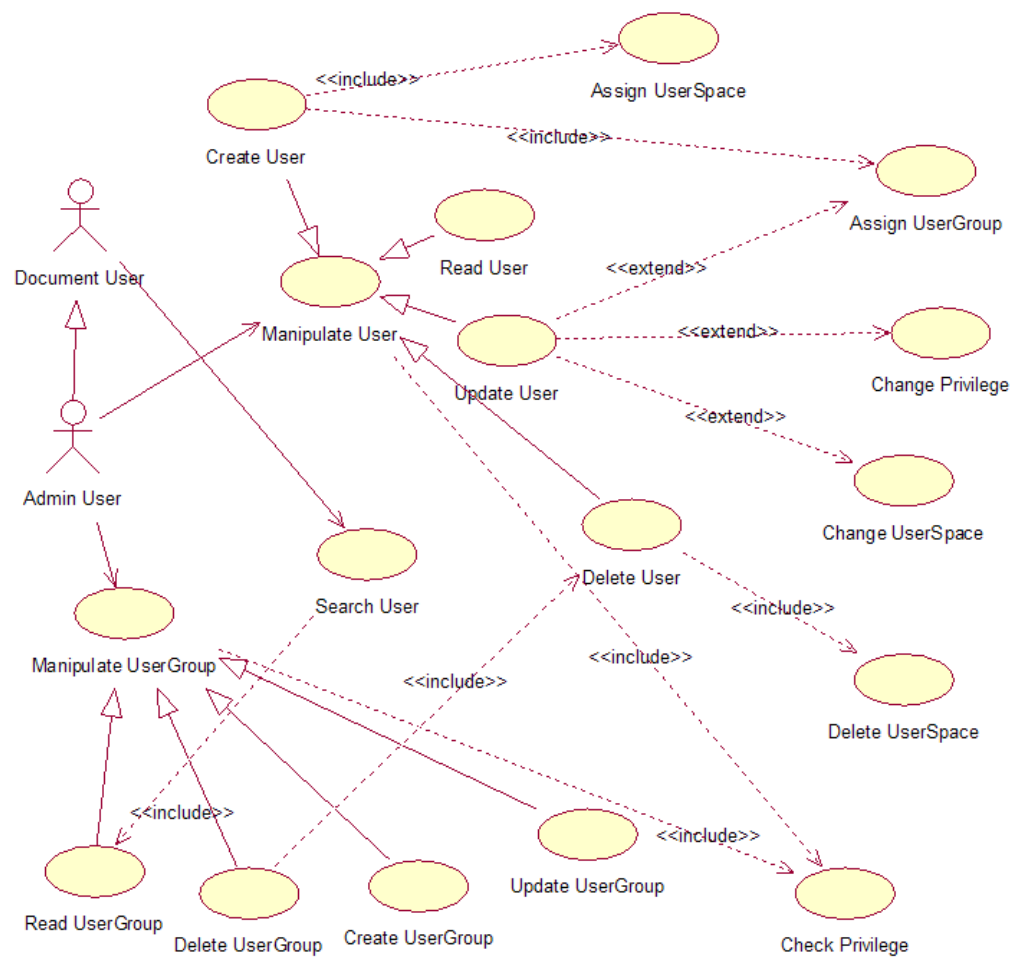 <<include>>
Assign UserSpace
<<include>>
Create User
Assign UserGroup
Document User
Read User
<<extend>>
Manipulate User
<<extend>>
Change Privilege
Update User
<<extend>>
Admin User
Change UserSpace
Delete User
Search User
<<include>>
Manipulate UserGroup
<<include>>
<<include>>
Delete UserSpace
<<include>>
<<include>>
Update UserGroup
Read UserGroup
Delete UserGroup
Create UserGroup
Check Privilege